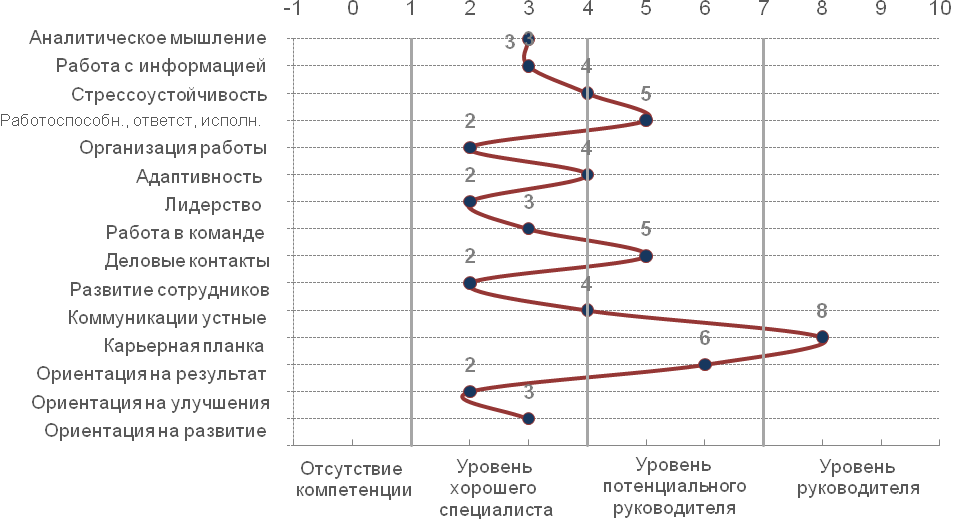 -1 0 1 2 3 4 5 6 7 8 9 10
Аналитическое мышление 3 3
Работа с информацией 4
Стрессоустойчивость 5
Работоспособн., ответст, исполн. 2
Организация работы 4
Адаптивность 2
Лидерство 3
Работа в команде 5
Деловые контакты 2
Развитие сотрудников 4
Коммуникации устные 8
Карьерная планка 6
Ориентация на результат 2
Ориентация на улучшения 3
Ориентация на развитие
Отсутствие
компетенции
Уровень
хорошего
специалиста
Уровень
потенциального
руководителя
Уровень
руководителя